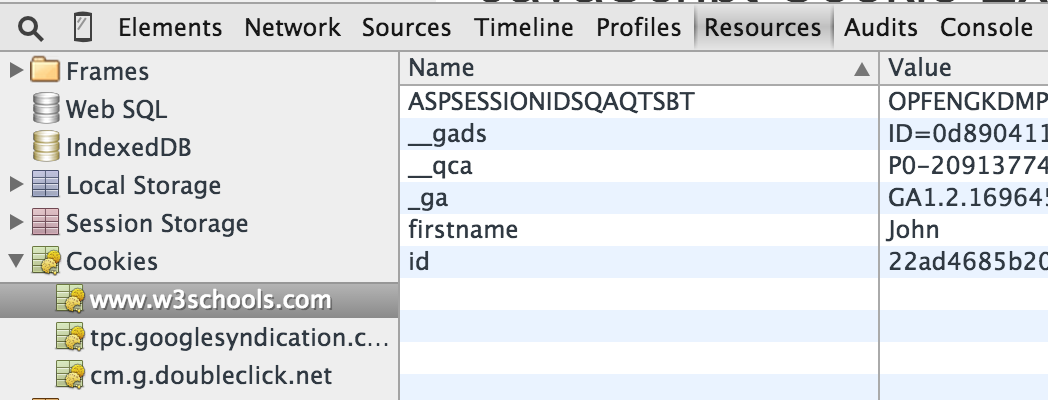 Elements Network Sources Timeline Profiles Resources Audits Console
Frames
Web SQL
IndexedDB
Local Storage
Session Storage
Cookies
www.w3schools.com
tpc.googlesyndication.c...
cm.g.doubleclick.net
Name Value
ASPSESSIONIDSQAQTSBT OPFENGKDMP
__gads ID=0d890411
__qca P0-20913774
_ga GA1.2.169645
firstname John
id 22ad4685b20